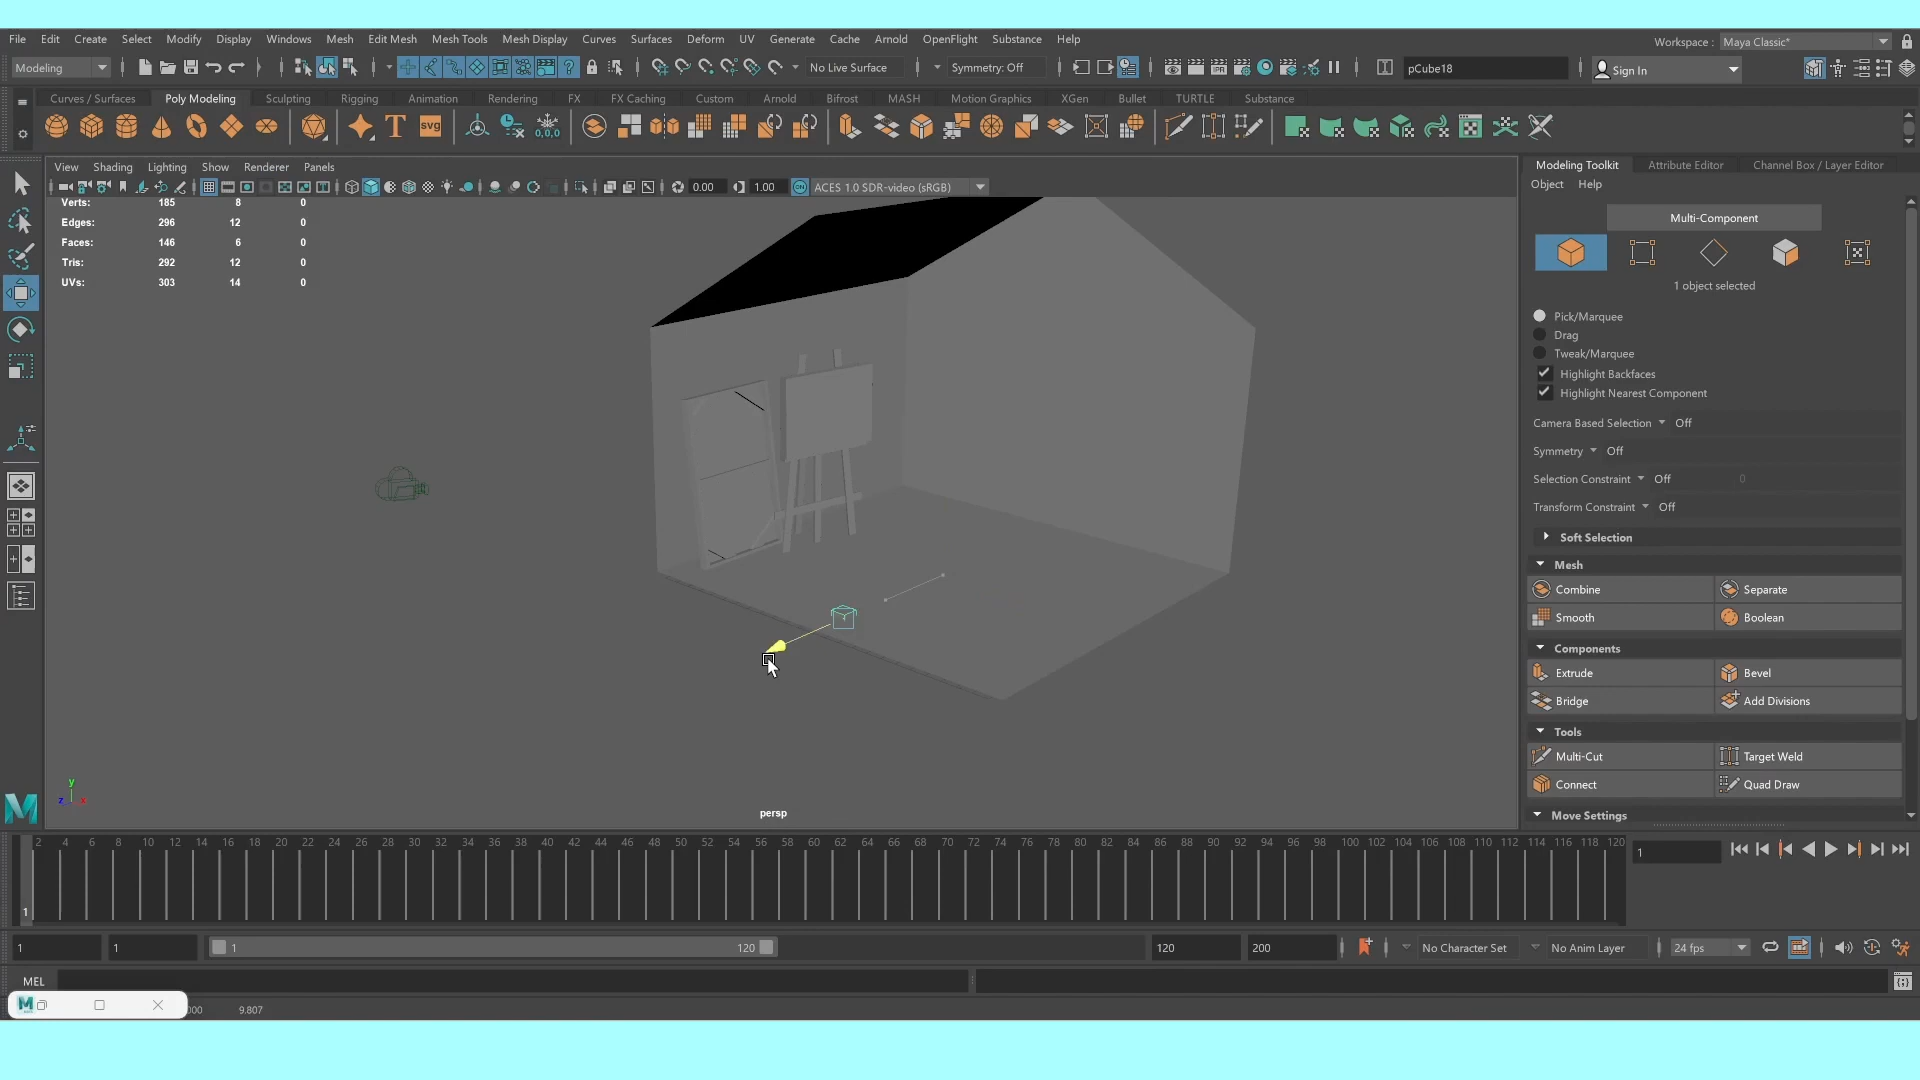 File Edit Create Select Modify Display Windows Mesh Edit Mesh Mesh Tools Mesh Display Curves Surfaces Deform UV Generate Cache Arnold OpenFlight Substance Help
Workspace : Maya Classic*
Modeling No Live Surface Symmetry: Off pCube18 Sign In
Curves / Surfaces Poly Modeling Sculpting Rigging Animation Rendering FX FX Caching Custom Arnold Bifrost MASH Motion Graphics XGen Bullet TURTLE Substance
T svg 0,0,0
View Shading Lighting Show Renderer Panels
0.00 1.00 ACES 1.0 SDR-video (sRGB)
Verts: 185 8 0
Edges: 296 12 0
Faces: 146 6 0
Tris: 292 12 0
UVs: 303 14 0
y
z x
persp
Modeling Toolkit Attribute Editor Channel Box / Layer Editor
Object Help
Multi-Component
1 object selected
Pick/Marquee
Drag
Tweak/Marquee
Highlight Backfaces
Highlight Nearest Component
Camera Based Selection Off
Symmetry Off
Selection Constraint Off 0
Transform Constraint Off
Soft Selection
Mesh
Combine Separate
Smooth Boolean
Components
Extrude Bevel
Bridge Add Divisions
Tools
Multi-Cut Target Weld
Connect Quad Draw
Move Settings
2 4 6 8 10 12 14 16 18 20 22 24 26 28 30 32 34 36 38 40 42 44 46 48 50 52 54 56 58 60 62 64 66 68 70 72 74 76 78 80 82 84 86 88 90 92 94 96 98 100 102 104 106 108 110 112 114 116 118 120
1
1
1 1 1 120 120 200 No Character Set No Anim Layer 24 fps
MEL
000 9.807